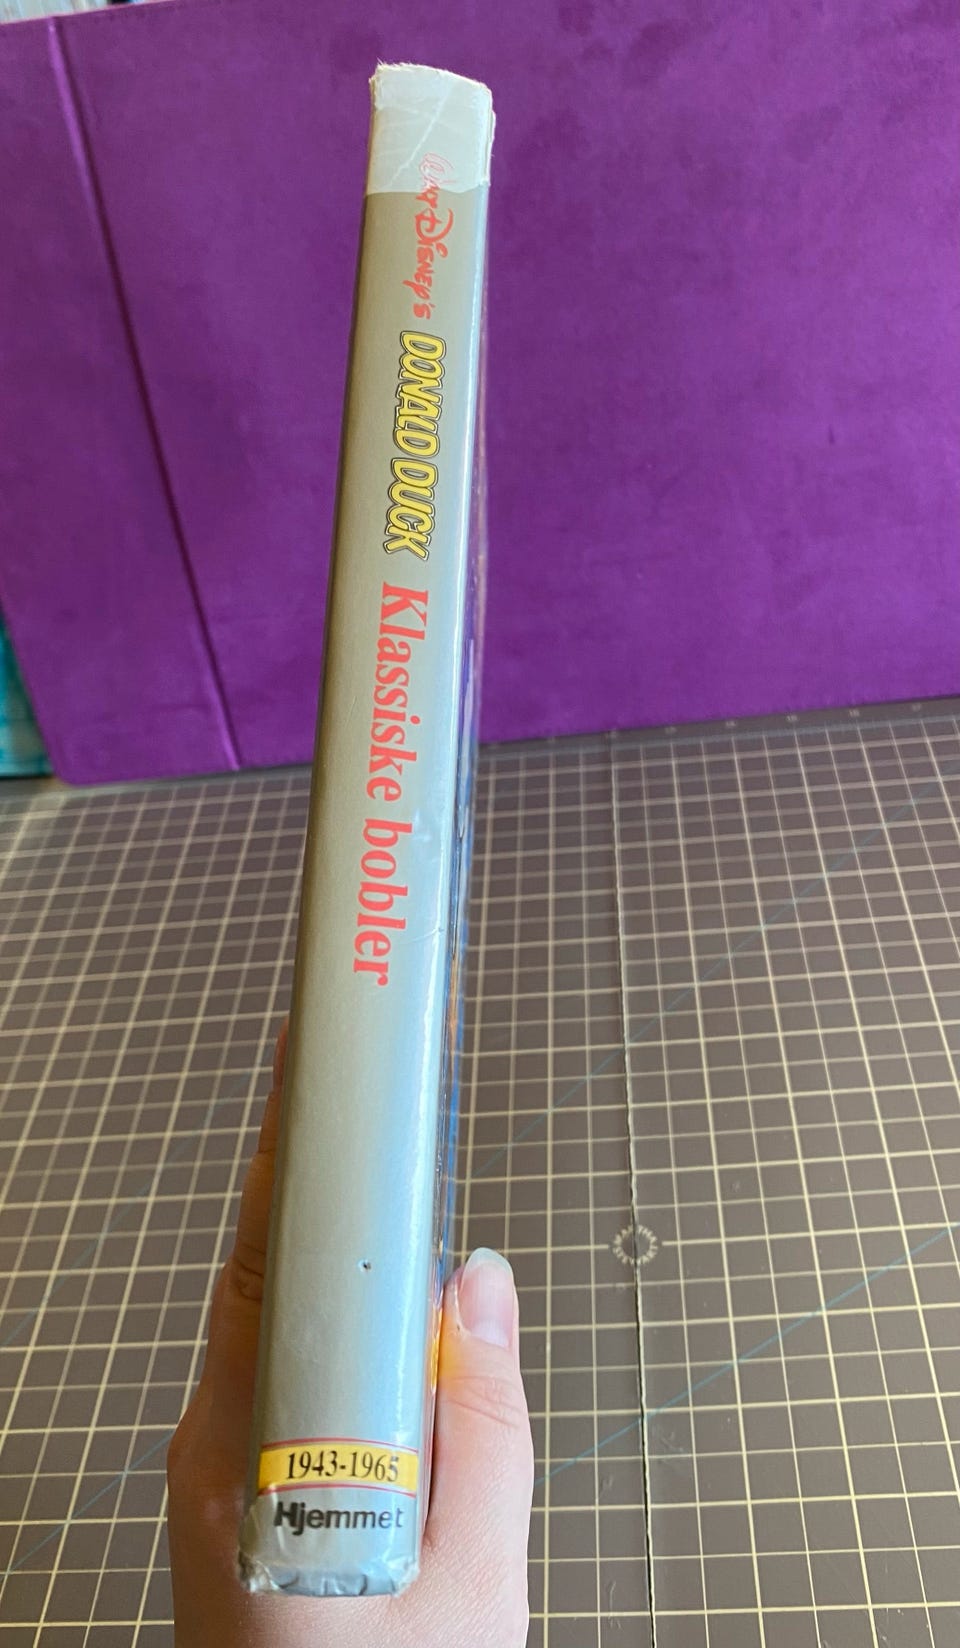 WALT DISNEY's DONALD DUCK Klassiske bobler
1943-1965
Hjemmet